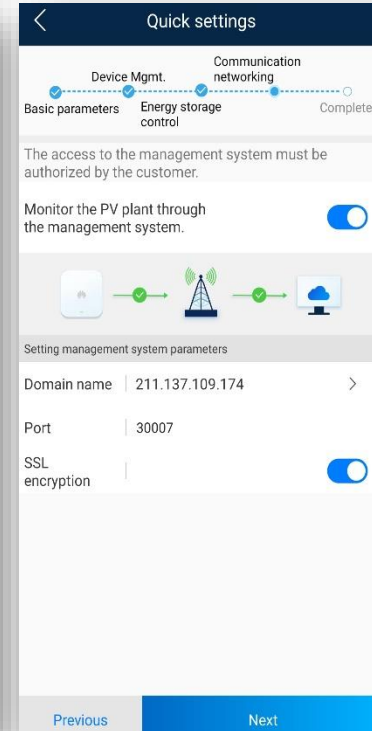 Quick settings
Communication
Device Mgmt. networking
Basic parameters Energy storage Complete
control
The access to the management system must be
authorized by the customer.
Monitor the PV plant through
the management system.
Setting management system parameters
Domain name 211.137.109.174
Port 30007
SSL
encryption
Previous Next